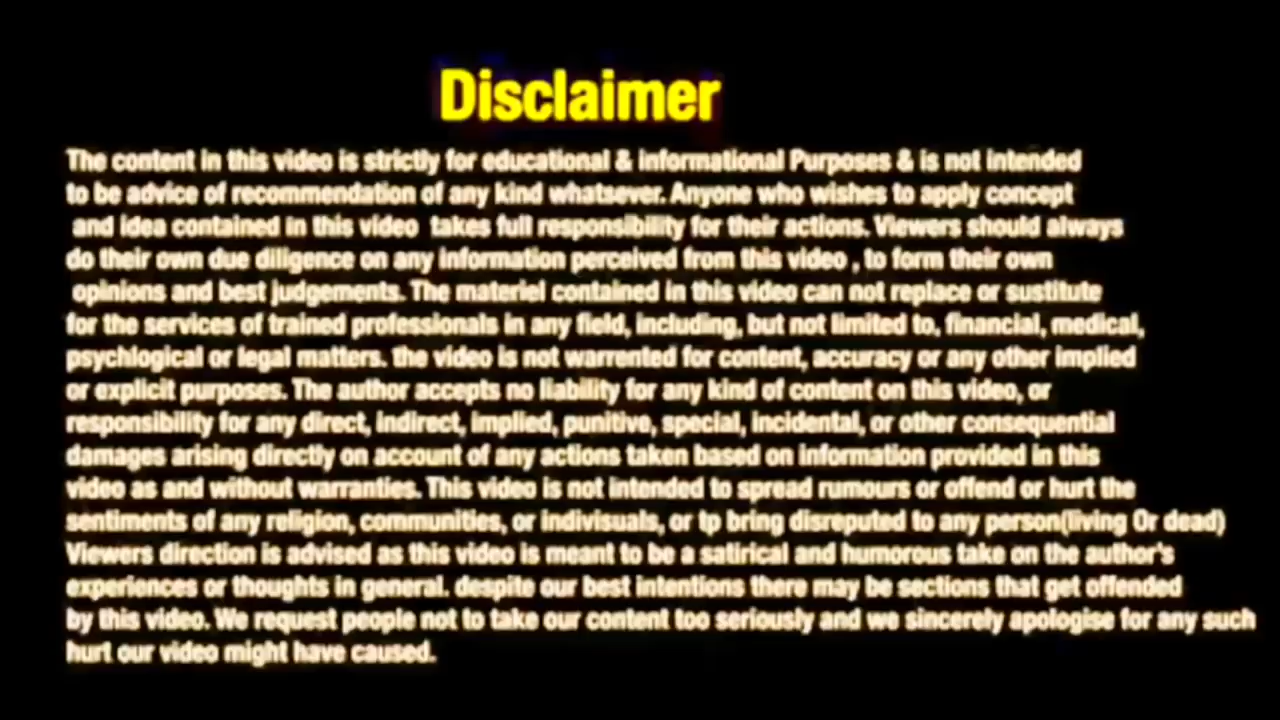 Disclaimer
The content in this video is strictly for educational & informational Purposes & is not intended
to be advice of recommendation of any kind whatsever. Anyone who wishes to apply concept
and idea contained in this video takes full responsibility for their actions. Viewers should always
do their own due diligence on any information perceived from this video , to form their own
opinions and best judgements. The materiel contained in this video can not replace or sustitute
for the services of trained professionals in any field, including, but not limited to, financial, medical,
psychlogical or legal matters. the video is not warrented for content, accuracy or any other implied
or explicit purposes. The author accepts no liability for any kind of content on this video, or
responsibility for any direct, indirect, implied, punitive, special, incidental, or other consequential
damages arising directly on account of any actions taken based on information provided in this
video as and without warranties. This video is not intended to spread rumours or offend or hurt the
sentiments of any religion, communities, or indivisuals, or tp bring disreputed to any person(living Or dead)
Viewers direction is advised as this video is meant to be a satirical and humorous take on the author's
experiences or thoughts in general. despite our best intentions there may be sections that get offended
by this video. We request people not to take our content too seriously and we sincerely apologise for any such
hurt our video might have caused.